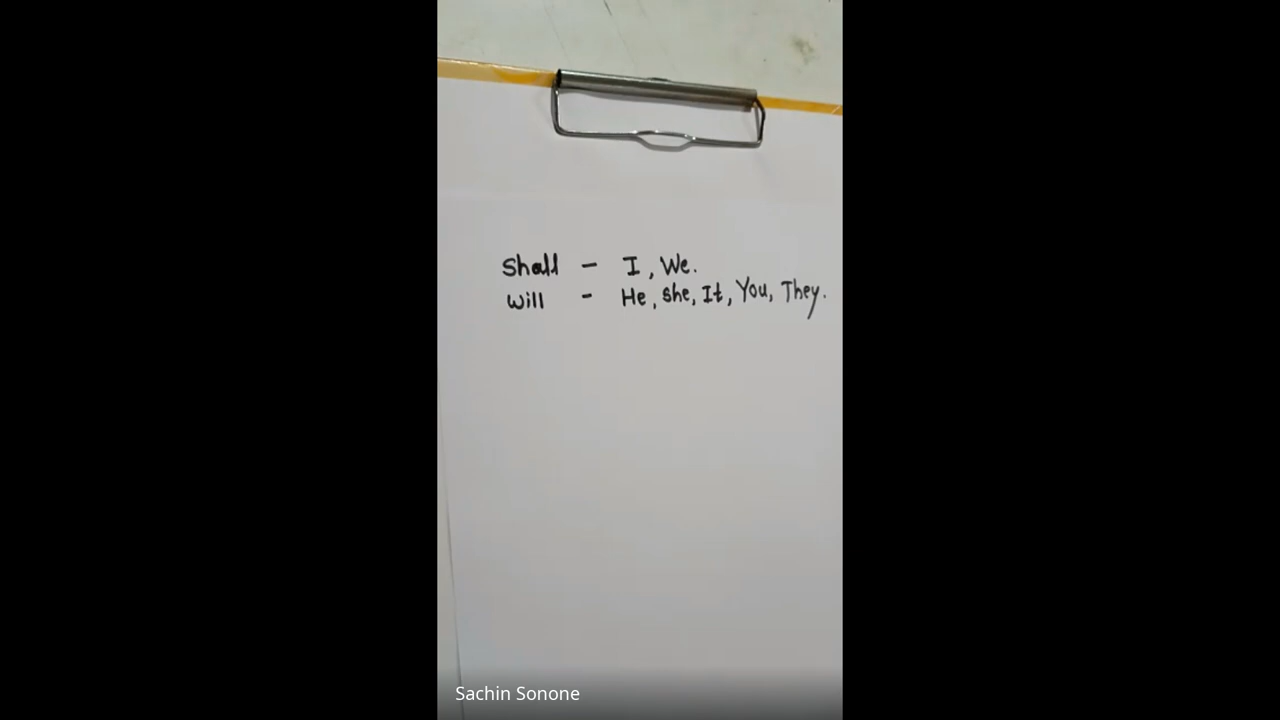 Shall - I, We.
Will - He, She, It, You, They.
Sachin Sonone